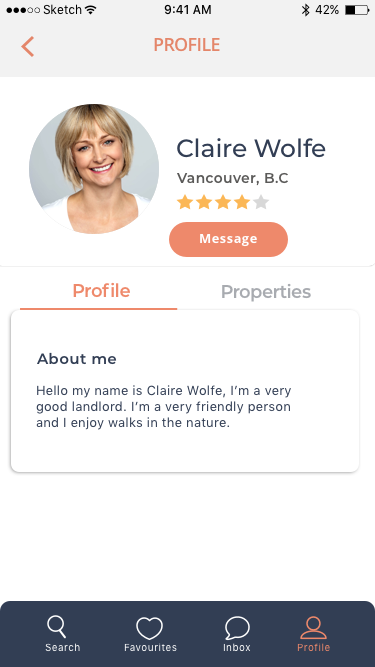 Sketch 9:41 AM 42%
PROFILE
Claire Wolfe
Vancouver, B.C
Message
Profile Properties
About me
Hello my name is Claire Wolfe, I’m a very
good landlord. I’m a very friendly person
and I enjoy walks in the nature.
Search Favourites Inbox Profile